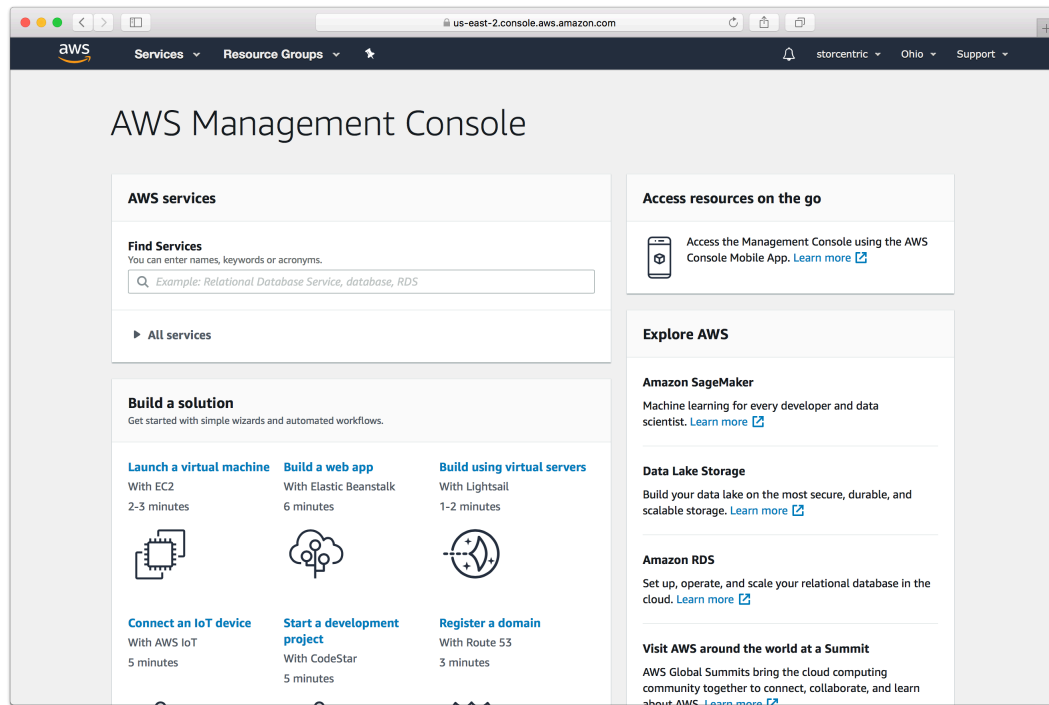 us-east-2.console.aws.amazon.com
aws Services Resource Groups storcentric Ohio Support
AWS Management Console
AWS services
Find Services
You can enter names, keywords or acronyms.
Example: Relational Database Service, database, RDS
All services
Build a solution
Get started with simple wizards and automated workflows.
Launch a virtual machine
With EC2
2-3 minutes
Build a web app
With Elastic Beanstalk
6 minutes
Build using virtual servers
With Lightsail
1-2 minutes
Connect an IoT device
With AWS IoT
5 minutes
Start a development
project
With CodeStar
5 minutes
Register a domain
With Route 53
3 minutes
Access resources on the go
Access the Management Console using the AWS
Console Mobile App. Learn more
Explore AWS
Amazon SageMaker
Machine learning for every developer and data
scientist. Learn more
Data Lake Storage
Build your data lake on the most secure, durable, and
scalable storage. Learn more
Amazon RDS
Set up, operate, and scale your relational database in the
cloud. Learn more
Visit AWS around the world at a Summit
AWS Global Summits bring the cloud computing
community together to connect, collaborate, and learn
about AWS. Learn more